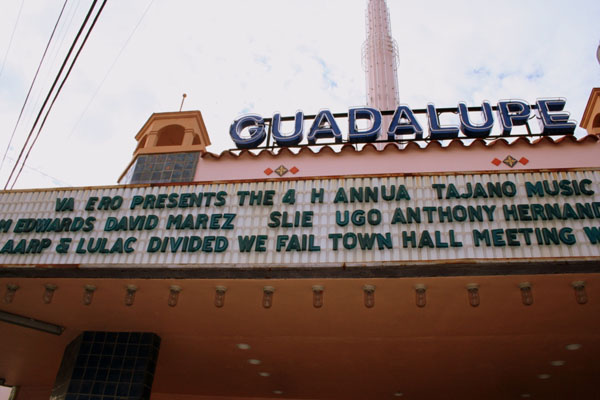 GUADALUPE
VA ERO PRESENTS THE 4 H ANNUA TAJANO MUSIC
M EDWARDS DAVID MAREZ SLIE UGO ANTHONY HERNAND
AARP & LULAC DIVIDED WE FAIL TOWN HALL MEETING W